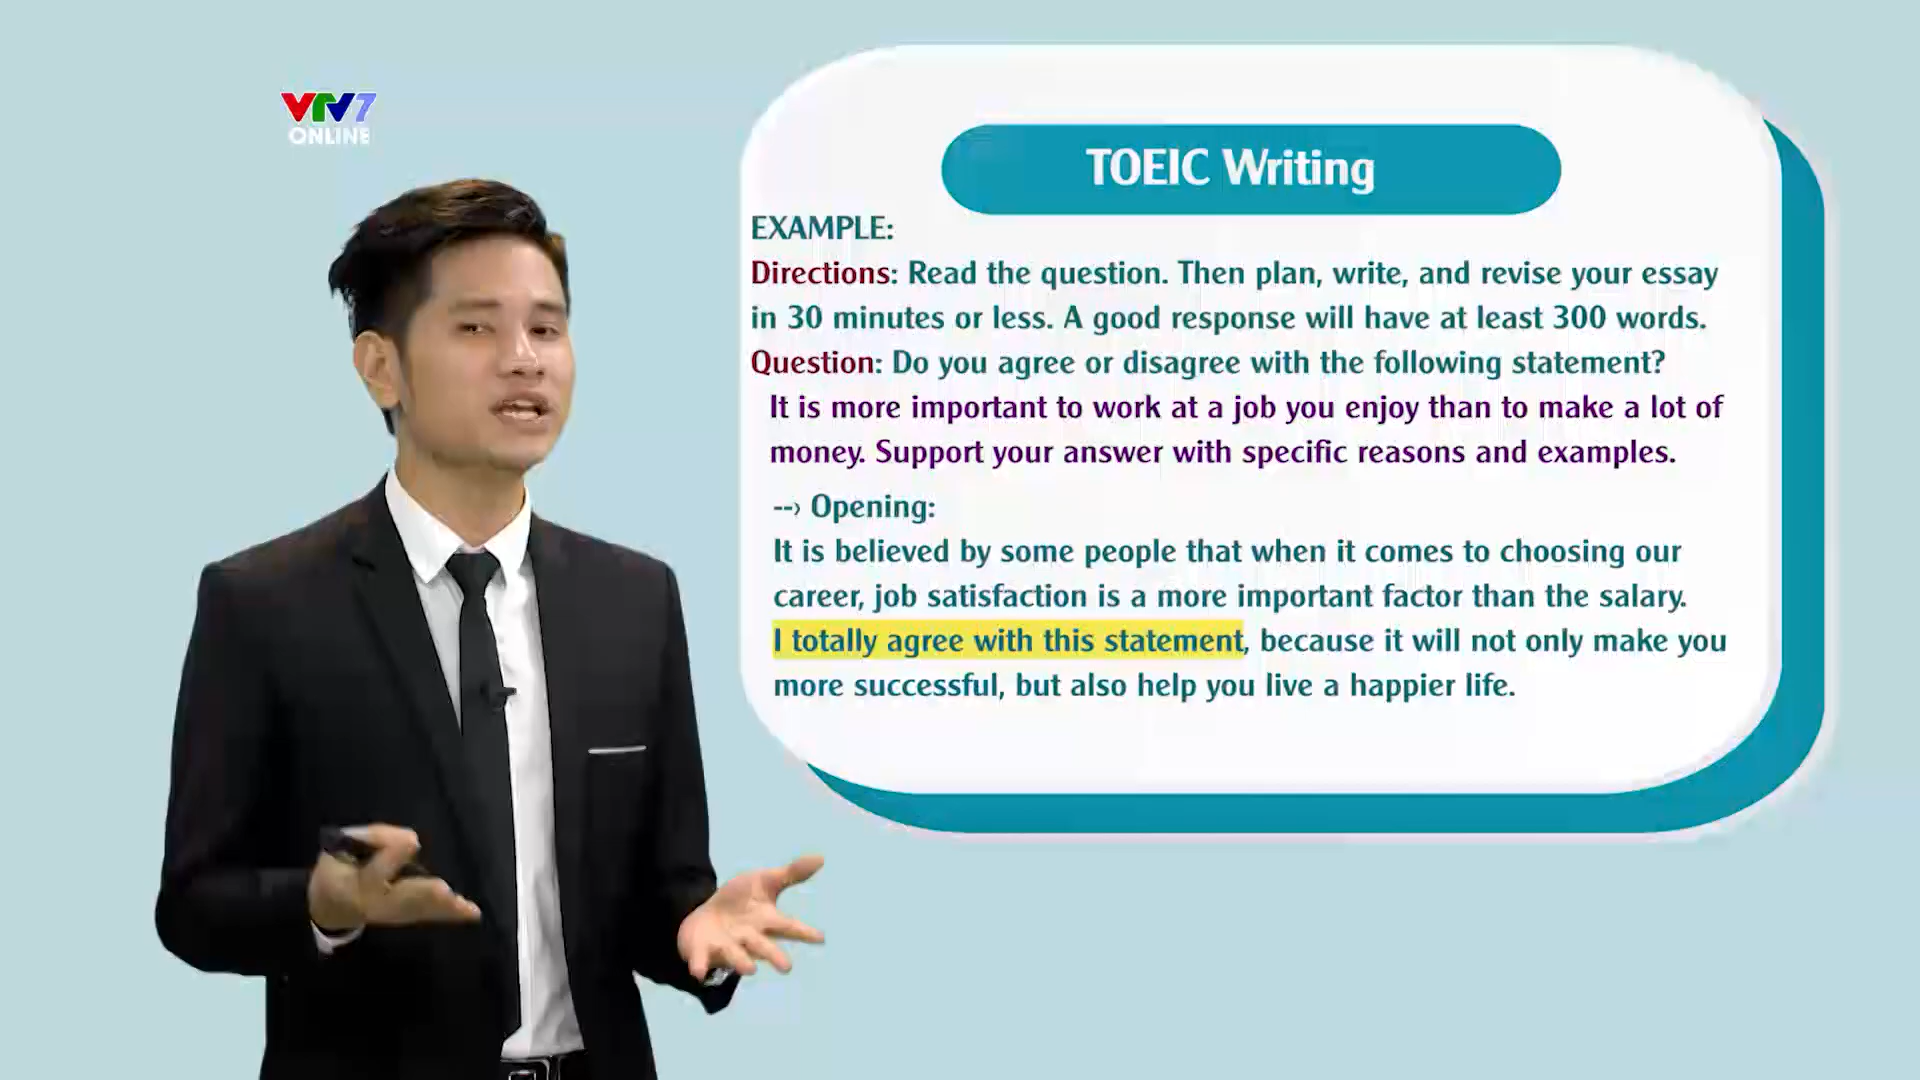 VTV7
ONLINE
TOEIC Writing
EXAMPLE:
Directions: Read the question. Then plan, write, and revise your essay
in 30 minutes or less. A good response will have at least 300 words.
Question: Do you agree or disagree with the following statement?
It is more important to work at a job you enjoy than to make a lot of
money. Support your answer with specific reasons and examples.
--› Opening:
It is believed by some people that when it comes to choosing our
career, job satisfaction is a more important factor than the salary.
I totally agree with this statement, because it will not only make you
more successful, but also help you live a happier life.